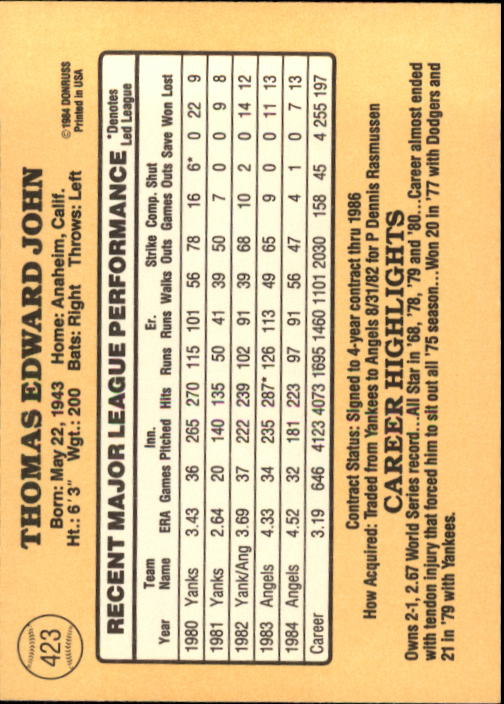 423
THOMAS EDWARD JOHN
Born: May 22, 1943 Home: Anaheim, Calif.
Ht.: 6' 3" Wgt.: 200 Bats: Right Throws: Left
©1984 DONRUSS
Printed in USA
RECENT MAJOR LEAGUE PERFORMANCE *Denotes Led League
Team Inn. Er. Strike Comp. Shut
Year Name ERA Games Pitched Hits Runs Runs Walks Outs Games Outs Save Won Lost
1980 Yanks 3.43 36 265 270 115 101 56 78 16 6* 0 22 9
1981 Yanks 2.64 20 140 135 50 41 39 50 7 0 0 9 8
1982 Yank/Ang 3.69 37 222 239 102 91 39 68 10 2 0 14 12
1983 Angels 4.33 34 235 287* 126 113 49 65 9 0 0 11 13
1984 Angels 4.52 32 181 223 97 91 56 47 4 1 0 7 13
Career 3.19 646 4123 4073 1695 1460 1101 2030 158 45 4 255 197
Contract Status: Signed to 4-year contract thru 1986
How Acquired: Traded from Yankees to Angels 8/31/82 for P Dennis Rasmussen
CAREER HIGHLIGHTS
Owns 2-1, 2.67 World Series record...All Star in '68, '78, '79 and '80...Career almost ended
with tendon injury that forced him to sit out all '75 season...Won 20 in '77 with Dodgers and
21 in '79 with Yankees.